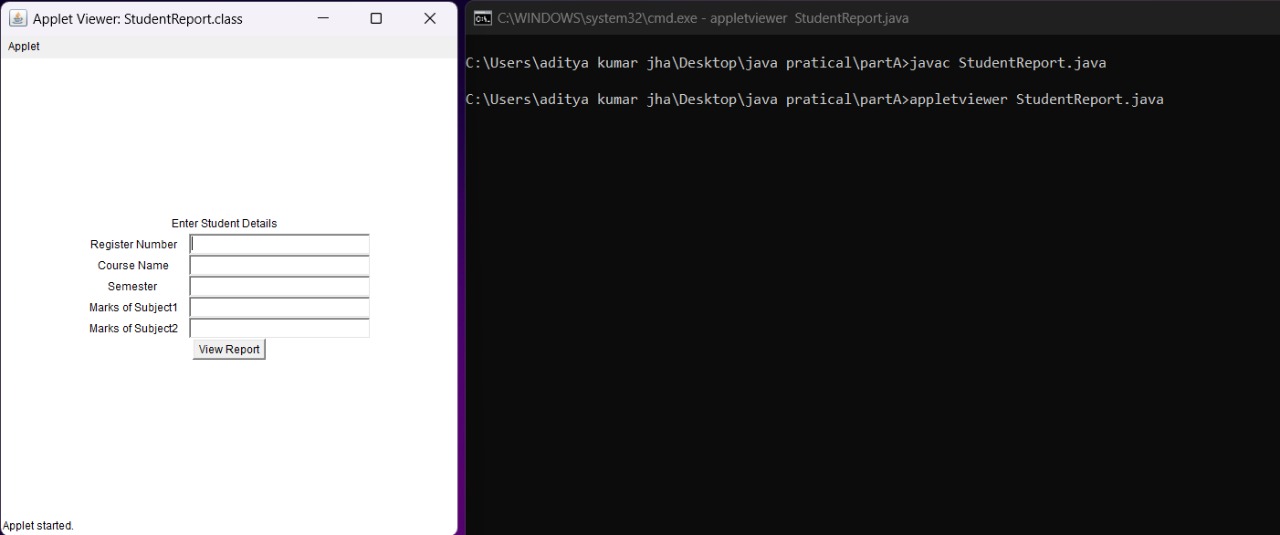 Applet Viewer: StudentReport.class
Applet
Enter Student Details
Register Number
Course Name
Semester
Marks of Subject1
Marks of Subject2
View Report
Applet started.
C:\WINDOWS\system32\cmd.exe - appletviewer  StudentReport.java
C:\Users\aditya kumar jha\Desktop\java pratical\partA>javac StudentReport.java
C:\Users\aditya kumar jha\Desktop\java pratical\partA>appletviewer StudentReport.java